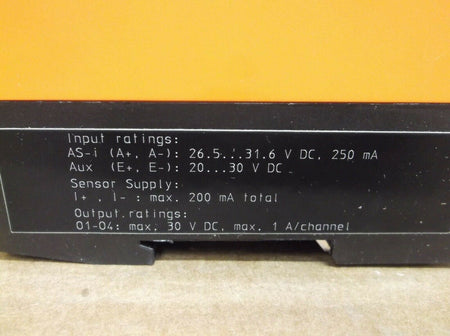 Input ratings:
AS-i (A+, A-): 26.5...31.6 V DC, 250 mA
Aux (E+, E-): 20...30 V DC
Sensor Supply:
I+ , I- : max. 200 mA total
Output ratings:
O1-O4: max. 30 V DC, max. 1 A/channel